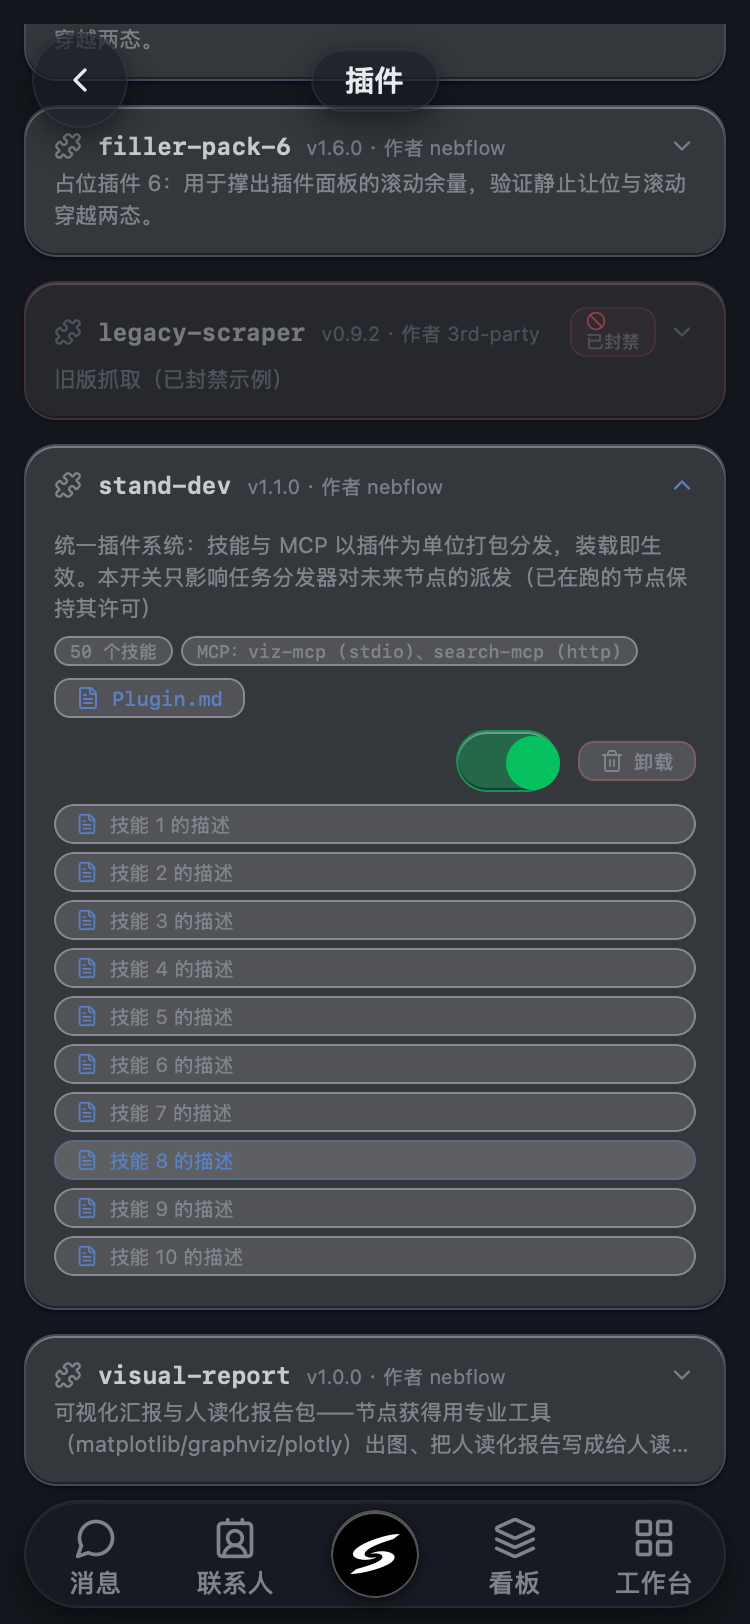 穿越两态。
插件
filler-pack-6 v1.6.0 · 作者 nebflow
占位插件 6：用于撑出插件面板的滚动余量，验证静止让位与滚动
穿越两态。
legacy-scraper v0.9.2 · 作者 3rd-party
已封禁
旧版抓取（已封禁示例）
stand-dev v1.1.0 · 作者 nebflow
统一插件系统：技能与 MCP 以插件为单位打包分发，装载即生
效。本开关只影响任务分发器对未来节点的派发（已在跑的节点保
持其许可）
50 个技能 MCP: viz-mcp (stdio)、search-mcp (http)
Plugin.md
卸载
技能 1 的描述
技能 2 的描述
技能 3 的描述
技能 4 的描述
技能 5 的描述
技能 6 的描述
技能 7 的描述
技能 8 的描述
技能 9 的描述
技能 10 的描述
visual-report v1.0.0 · 作者 nebflow
可视化汇报与人读化报告包——节点获得用专业工具
（matplotlib/graphviz/plotly）出图、把人读化报告写成给人读…
消息 联系人 看板 工作台